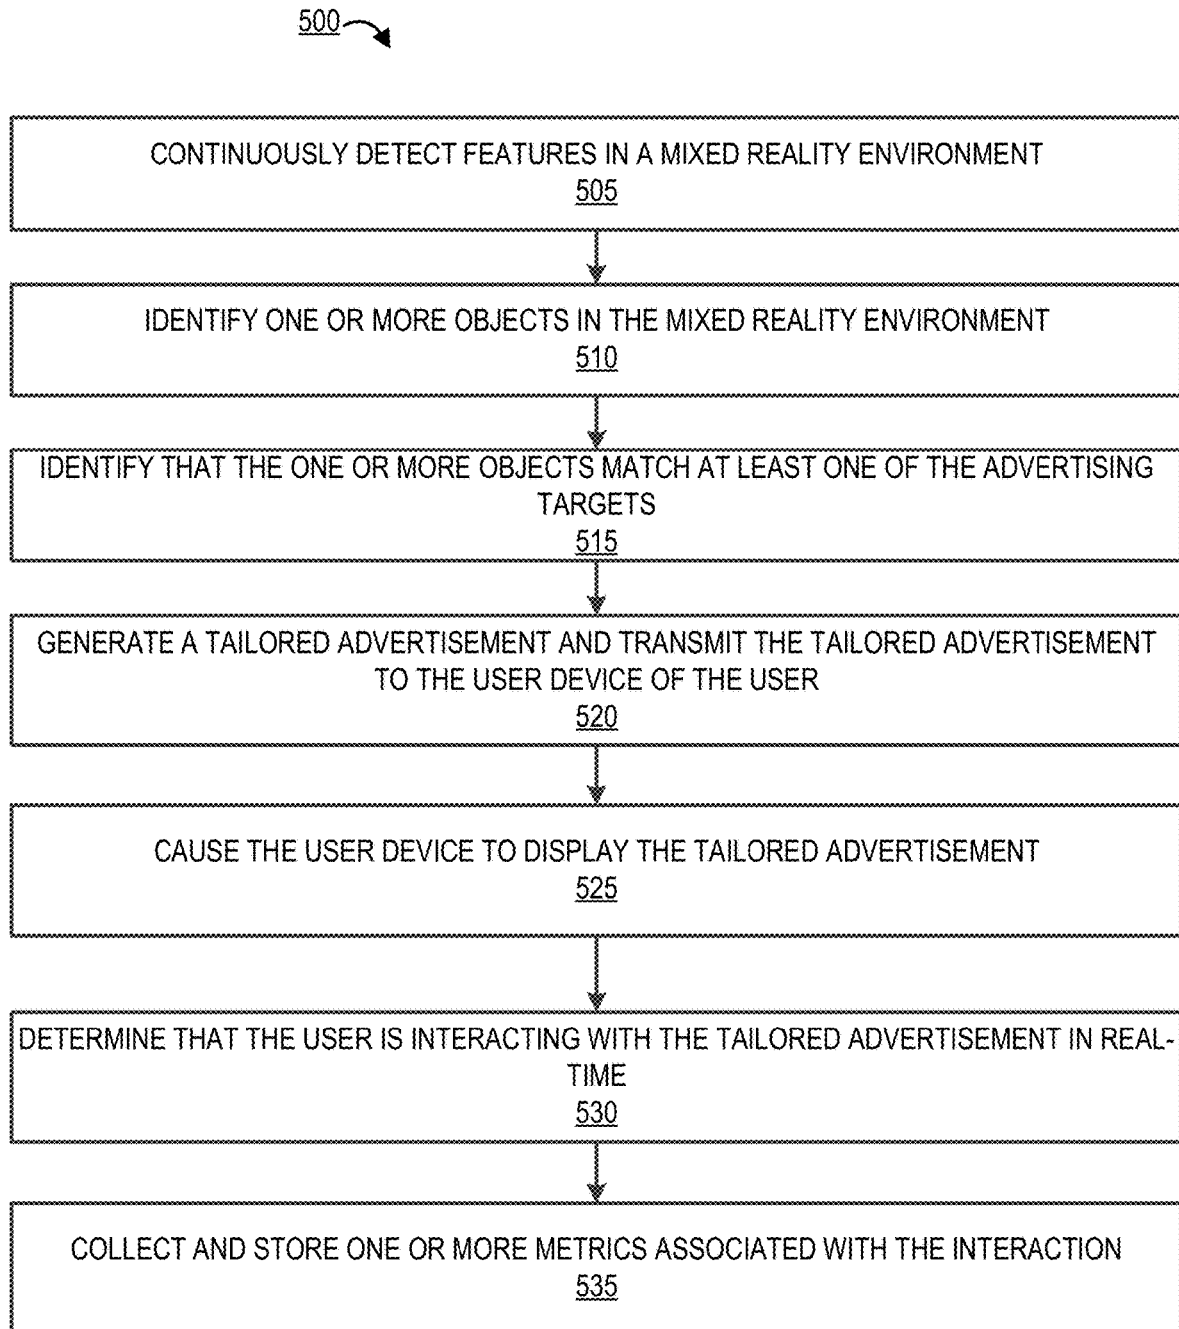 500
CONTINUOUSLY DETECT FEATURES IN A MIXED REALITY ENVIRONMENT
505
IDENTIFY ONE OR MORE OBJECTS IN THE MIXED REALITY ENVIRONMENT
510
IDENTIFY THAT THE ONE OR MORE OBJECTS MATCH AT LEAST ONE OF THE ADVERTISING
TARGETS
515
GENERATE A TAILORED ADVERTISEMENT AND TRANSMIT THE TAILORED ADVERTISEMENT
TO THE USER DEVICE OF THE USER
520
CAUSE THE USER DEVICE TO DISPLAY THE TAILORED ADVERTISEMENT
525
DETERMINE THAT THE USER IS INTERACTING WITH THE TAILORED ADVERTISEMENT IN REAL-
TIME
530
COLLECT AND STORE ONE OR MORE METRICS ASSOCIATED WITH THE INTERACTION
535